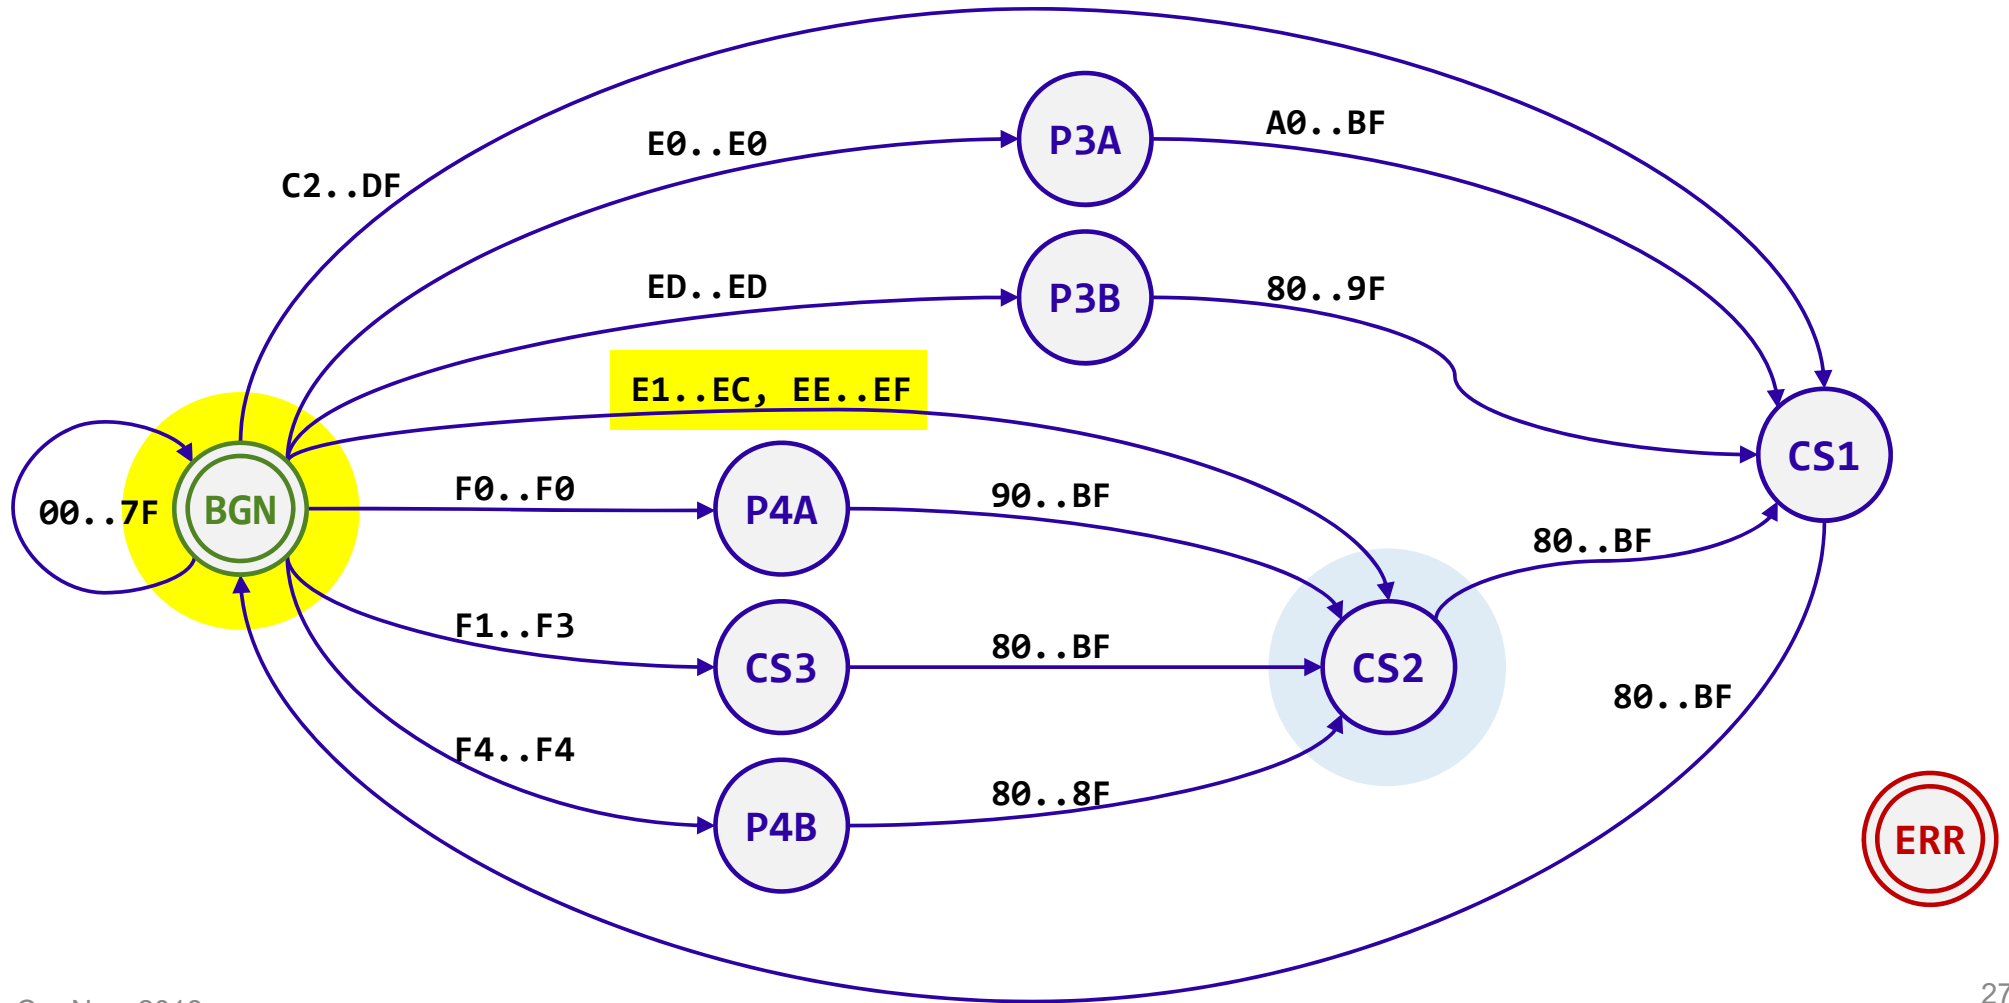 P3A
A0..BF
E0..E0
C2..DF
P3B
80..9F
ED..ED
E1..EC, EE..EF
CS1
00..7F
BGN
F0..F0
P4A
90..BF
80..BF
F1..F3
CS3
80..BF
CS2
80..BF
F4..F4
P4B
80..8F
ERR
27